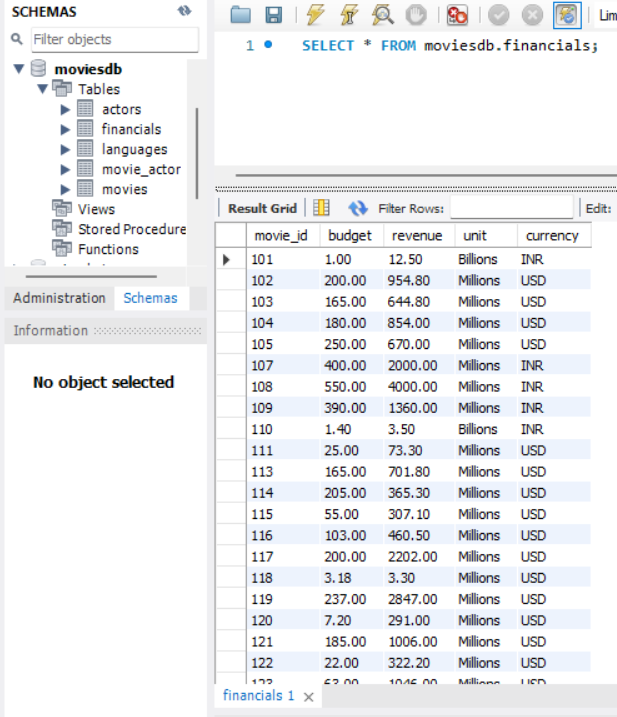 SCHEMAS
Filter objects
moviesdb
Tables
actors
financials
languages
movie_actor
movies
Views
Stored Procedure
Functions
Administration Schemas
Information
No object selected
Lim
1 SELECT * FROM moviesdb.financials;
Result Grid Filter Rows: Edit:
movie_id budget revenue unit currency
101 1.00 12.50 Billions INR
102 200.00 954.80 Millions USD
103 165.00 644.80 Millions USD
104 180.00 854.00 Millions USD
105 250.00 670.00 Millions USD
107 400.00 2000.00 Millions INR
108 550.00 4000.00 Millions INR
109 390.00 1360.00 Millions INR
110 1.40 3.50 Billions INR
111 25.00 73.30 Millions USD
113 165.00 701.80 Millions USD
114 205.00 365.30 Millions USD
115 55.00 307.10 Millions USD
116 103.00 460.50 Millions USD
117 200.00 2202.00 Millions USD
118 3.18 3.30 Millions USD
119 237.00 2847.00 Millions USD
120 7.20 291.00 Millions USD
121 185.00 1006.00 Millions USD
122 22.00 322.20 Millions USD
123 63.00 1046.00 Millions USD
financials 1